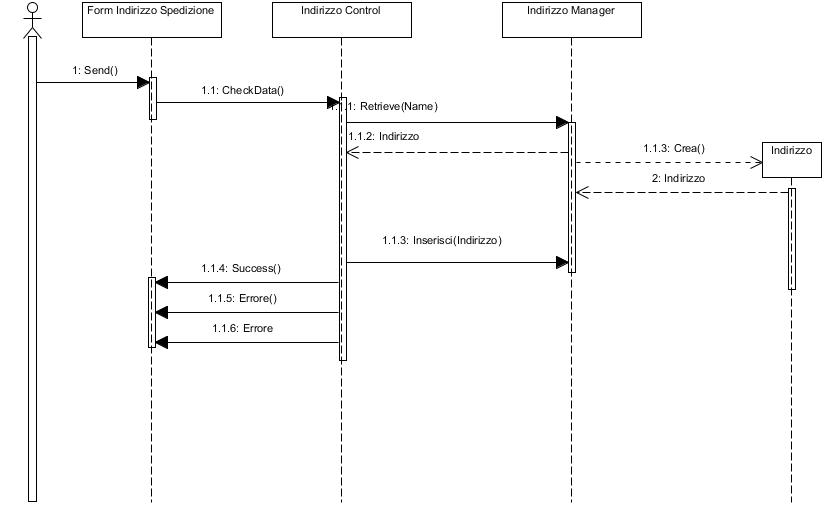 Form Indirizzo Spedizione
Indirizzo Control
Indirizzo Manager
1: Send()
1.1: CheckData()
1.1.1: Retrieve(Name)
1.1.2: Indirizzo
1.1.3: Crea()
Indirizzo
2: Indirizzo
1.1.3: Inserisci(Indirizzo)
1.1.4: Success()
1.1.5: Errore()
1.1.6: Errore